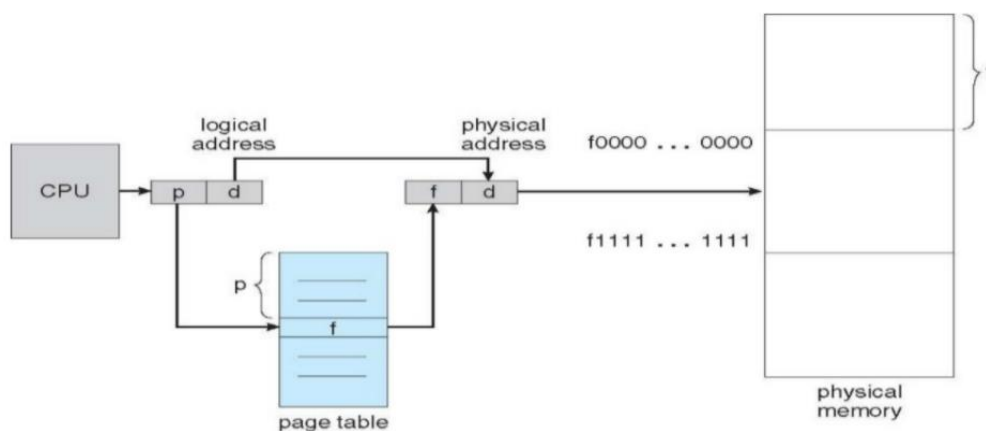 logical
address
physical
address
f0000 ... 0000
CPU
p
d
f
d
f1111 ... 1111
p
f
page table
physical
memory